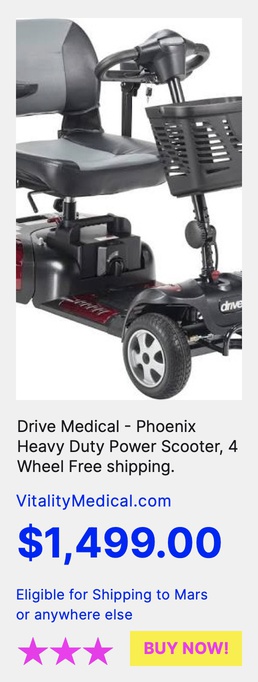 drive
Drive Medical - Phoenix
Heavy Duty Power Scooter, 4
Wheel Free shipping.
VitalityMedical.com
$1,499.00
Eligible for Shipping to Mars
or anywhere else
BUY NOW!